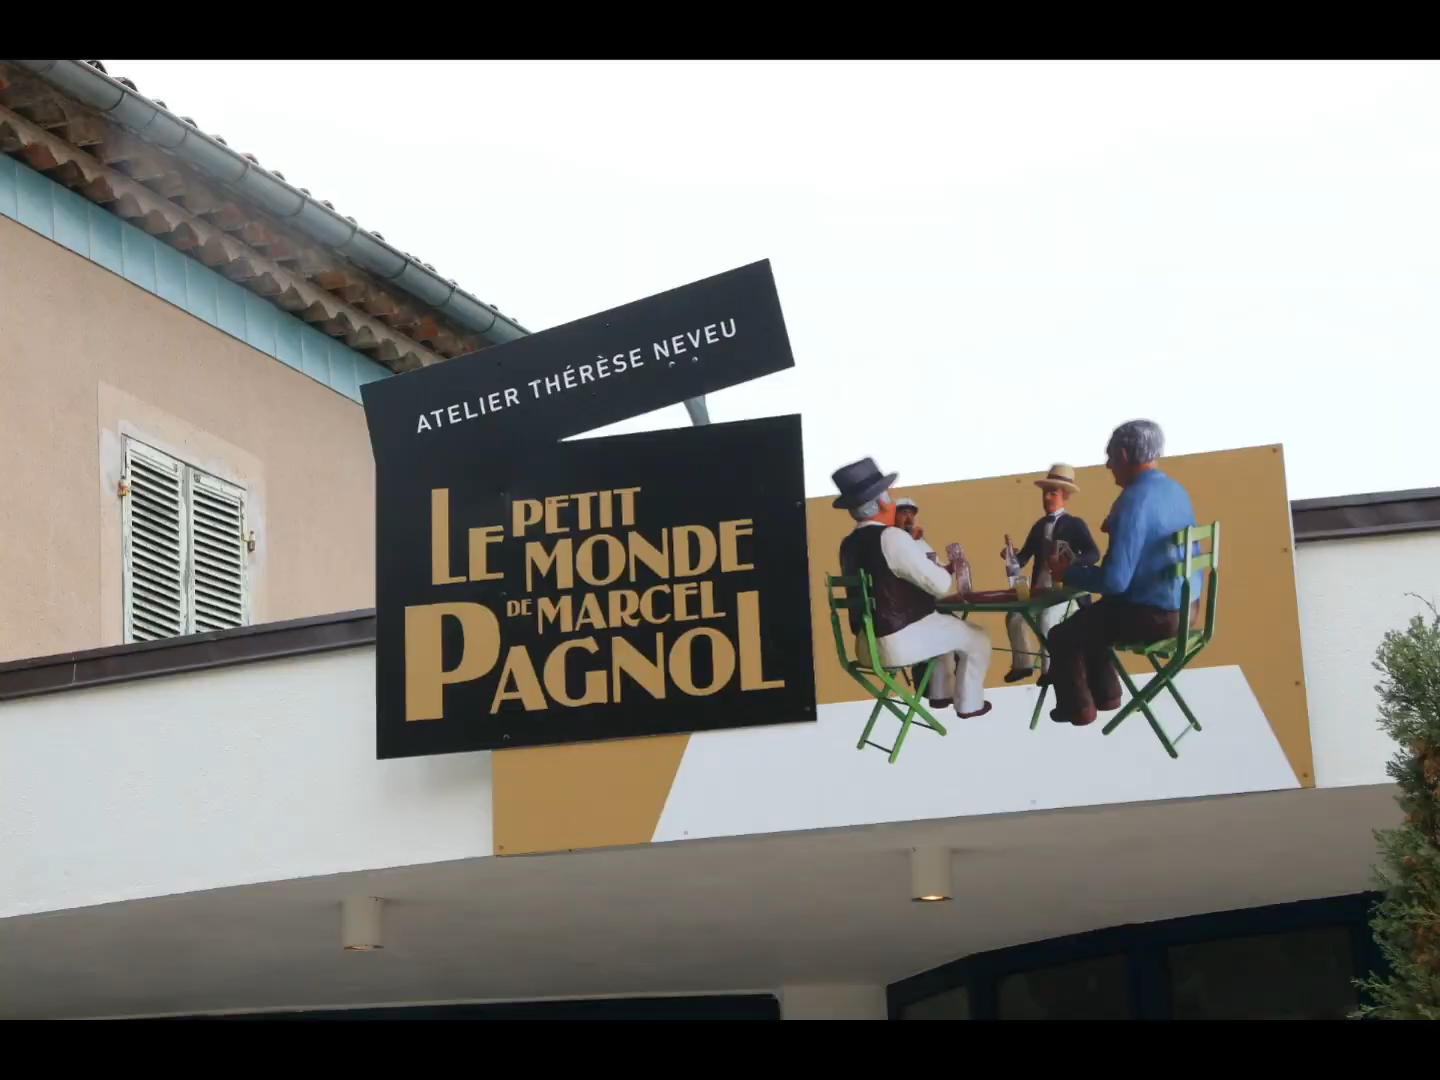 ATELIER THÉRÈSE NEVEU
LE PETIT
MONDE
DE MARCEL
PAGNOL